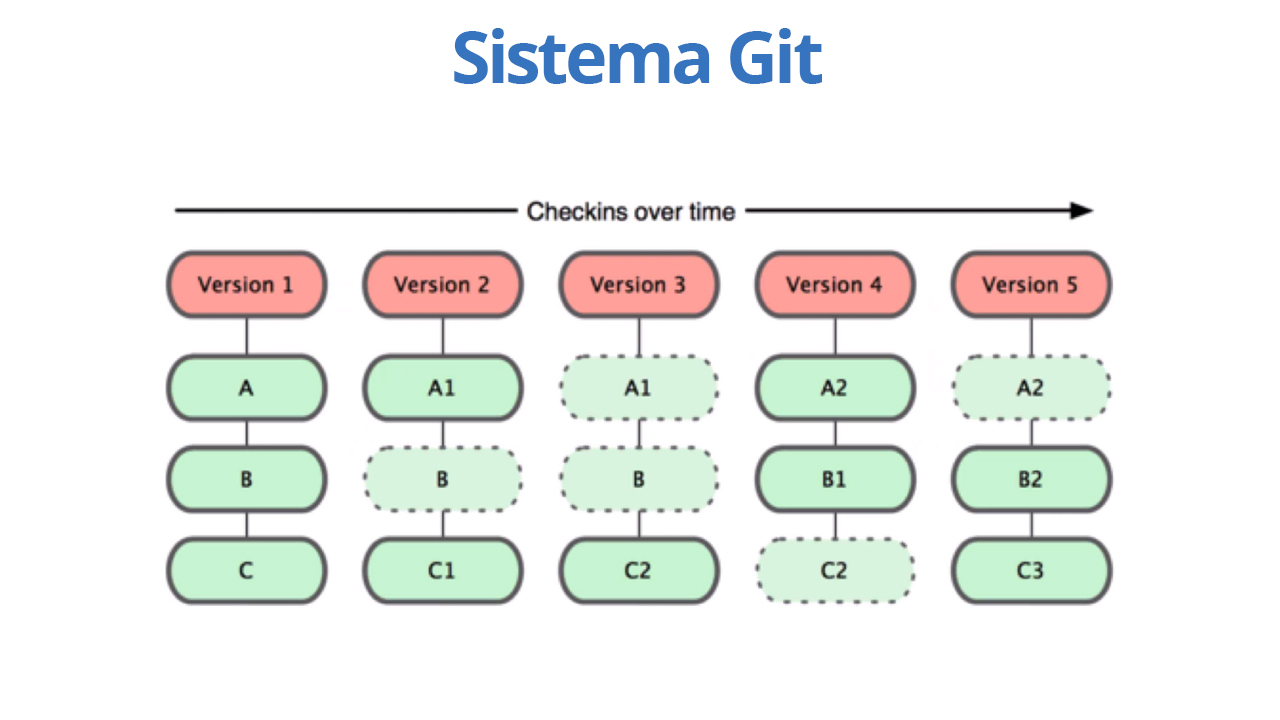 Sistema Git
Checkins over time
Version 1 Version 2 Version 3 Version 4 Version 5
A A1 A1 A2 A2
B B B B1 B2
C C1 C2 C2 C3